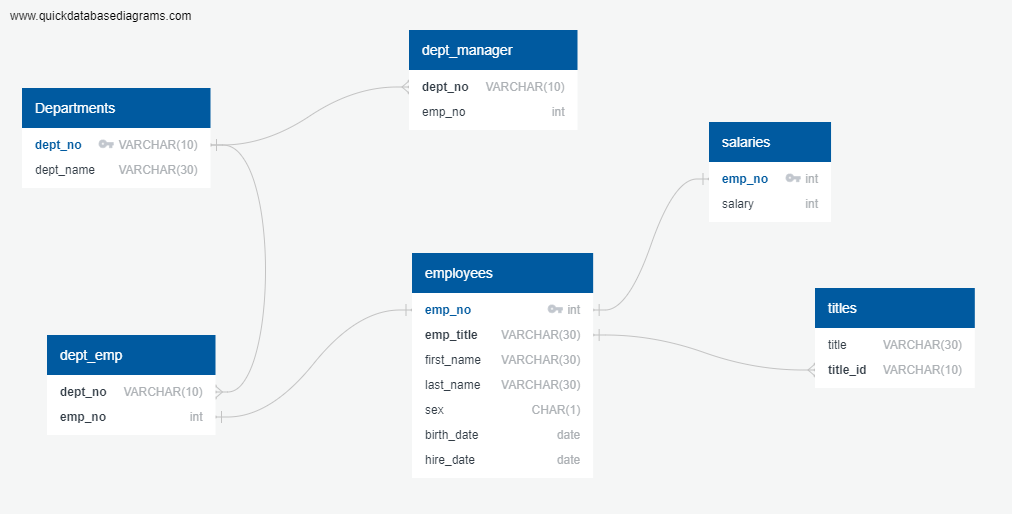 www.quickdatabasediagrams.com
dept_manager
dept_no VARCHAR(10)
emp_no int
Departments
dept_no VARCHAR(10)
dept_name VARCHAR(30)
salaries
emp_no int
salary int
employees
emp_no int
emp_title VARCHAR(30)
first_name VARCHAR(30)
last_name VARCHAR(30)
sex CHAR(1)
birth_date date
hire_date date
titles
title VARCHAR(30)
title_id VARCHAR(10)
dept_emp
dept_no VARCHAR(10)
emp_no int